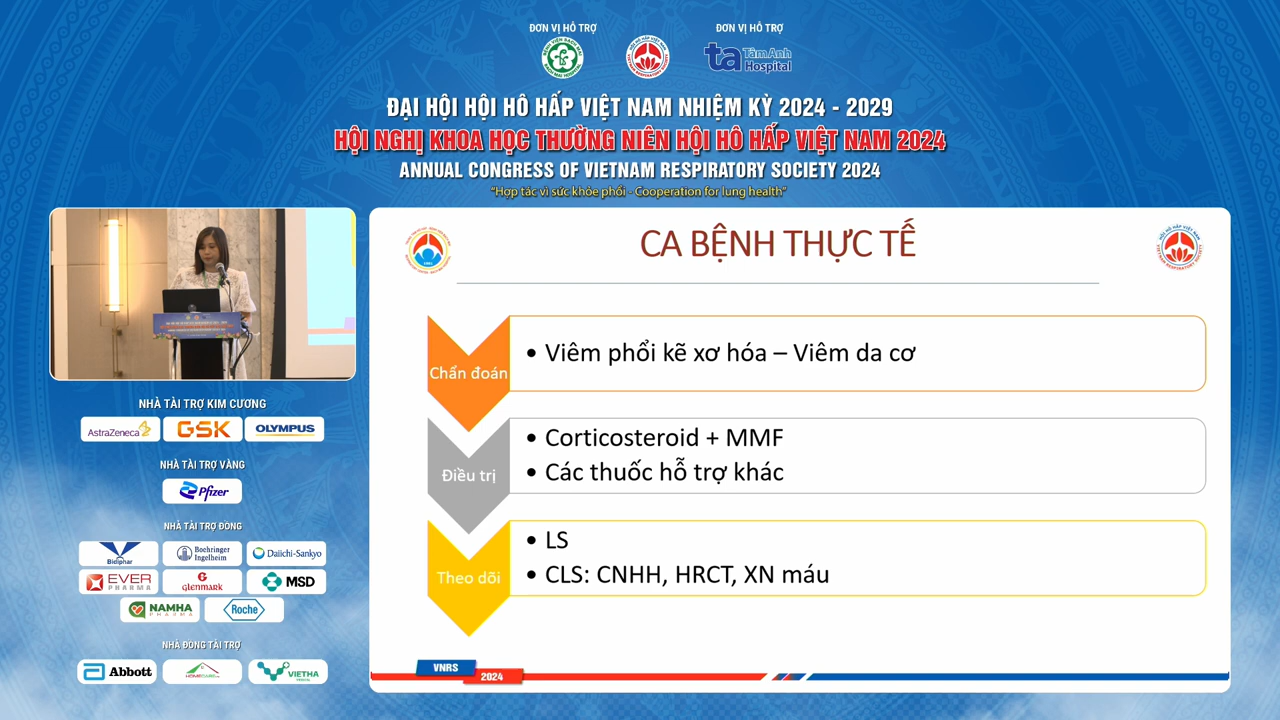 ĐƠN VỊ HỖ TRỢ
ĐƠN VỊ HỖ TRỢ
ta TâmAnh
Hospital
ĐẠI HỘI HỘI HÔ HẤP VIỆT NAM NHIỆM KỲ 2024 - 2029
HỘI NGHỊ KHOA HỌC THƯỜNG NIÊN HỘI HÔ HẤP VIỆT NAM 2024
ANNUAL CONGRESS OF VIETNAM RESPIRATORY SOCIETY 2024
"Hợp tác vì sức khỏe phổi - Cooperation for lung health"
NHÀ TÀI TRỢ KIM CƯƠNG
AstraZeneca
GSK
OLYMPUS
NHÀ TÀI TRỢ VÀNG
Pfizer
NHÀ TÀI TRỢ ĐỒNG
Bidiphar
Boehringer
Ingelheim
Daiichi-Sankyo
EVER
PHARMA
GLENMARK
MSD
NAMHA
PHARMA
Roche
NHÀ ĐỒNG TÀI TRỢ
Abbott
VIETHA
CA BỆNH THỰC TẾ
Chẩn đoán
• Viêm phổi kẽ xơ hóa – Viêm da cơ
Điều trị
• Corticosteroid + MMF
• Các thuốc hỗ trợ khác
Theo dõi
• LS
• CLS: CNHH, HRCT, XN máu
VNRS
2024